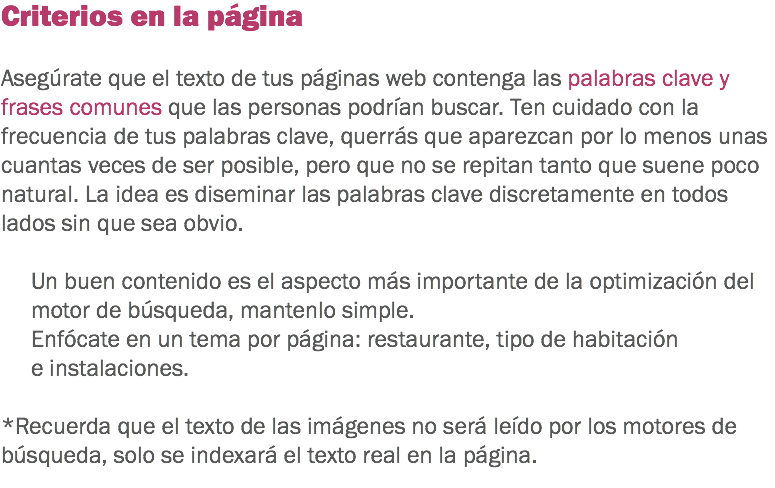 Criterios en la página
Asegúrate que el texto de tus páginas web contenga las palabras clave y
frases comunes que las personas podrían buscar. Ten cuidado con la
frecuencia de tus palabras clave, querrás que aparezcan por lo menos unas
cuantas veces de ser posible, pero que no se repitan tanto que suene poco
natural. La idea es diseminar las palabras clave discretamente en todos
lados sin que sea obvio.
Un buen contenido es el aspecto más importante de la optimización del
motor de búsqueda, mantenlo simple.
Enfócate en un tema por página: restaurante, tipo de habitación
e instalaciones.
*Recuerda que el texto de las imágenes no será leído por los motores de
búsqueda, solo se indexará el texto real en la página.